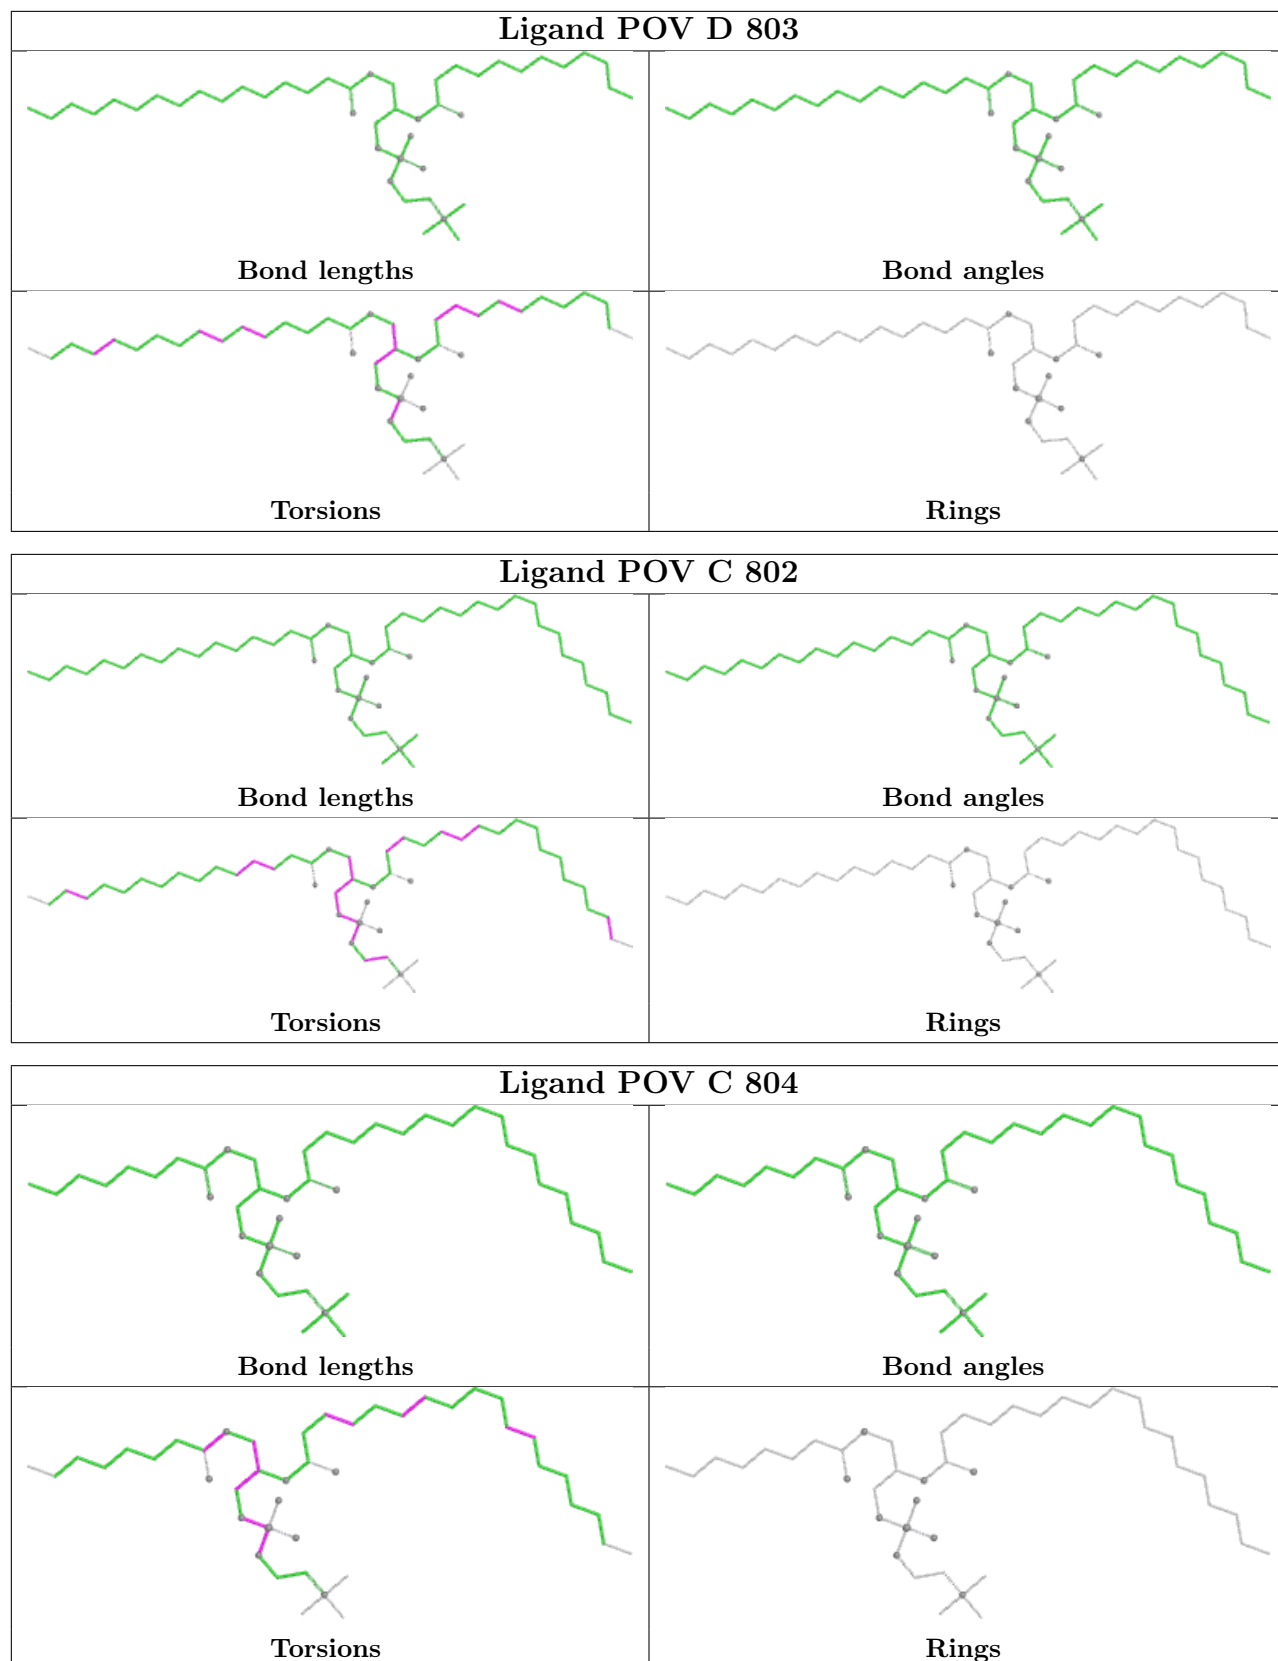 Ligand POV D 803
Bond lengths
Bond angles
Torsions
Rings
Ligand POV C 802
Bond lengths
Bond angles
Torsions
Rings
Ligand POV C 804
Bond lengths
Bond angles
Torsions
Rings